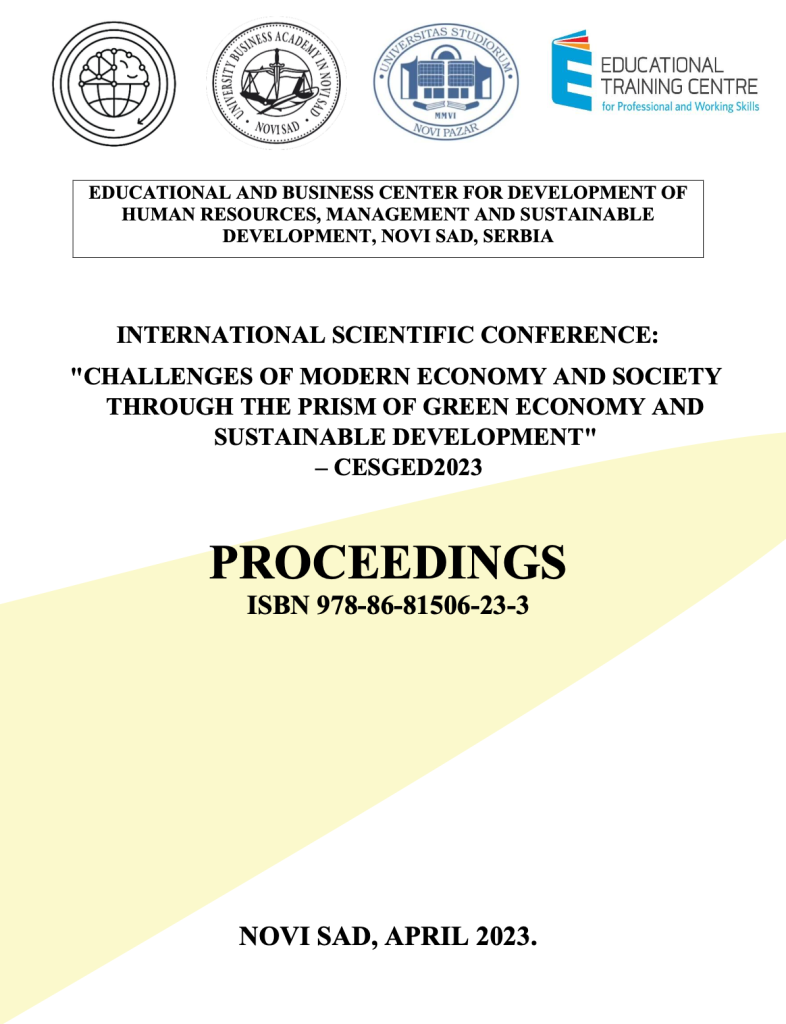 UNIVERSITY BUSINESS ACADEMY IN NOVI SAD
• NOVI SAD •
• UNIVERSITAS STUDIORUM •
MMVI
NOVI PAZAR
EDUCATIONAL
TRAINING CENTRE
for Professional and Working Skills
EDUCATIONAL AND BUSINESS CENTER FOR DEVELOPMENT OF
HUMAN RESOURCES, MANAGEMENT AND SUSTAINABLE
DEVELOPMENT, NOVI SAD, SERBIA
INTERNATIONAL SCIENTIFIC CONFERENCE:
"CHALLENGES OF MODERN ECONOMY AND SOCIETY
THROUGH THE PRISM OF GREEN ECONOMY AND
SUSTAINABLE DEVELOPMENT"
– CESGED2023
PROCEEDINGS
ISBN 978-86-81506-23-3
NOVI SAD, APRIL 2023.